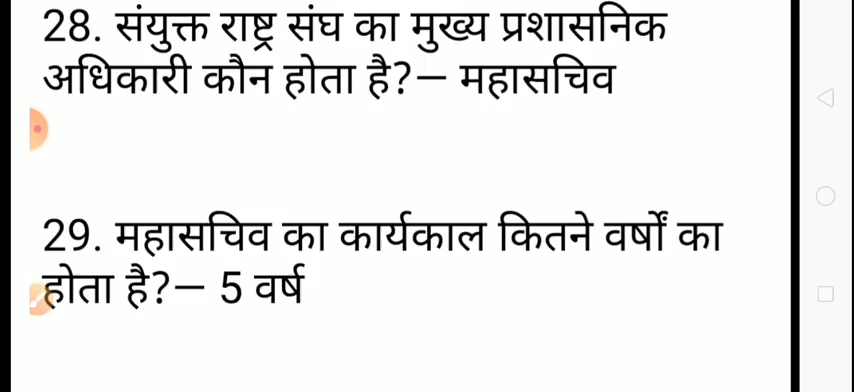 28. संयुक्त राष्ट्र संघ का मुख्य प्रशासनिक
अधिकारी कौन होता है?— महासचिव
29. महासचिव का कार्यकाल कितने वर्षों का
होता है?— 5 वर्ष